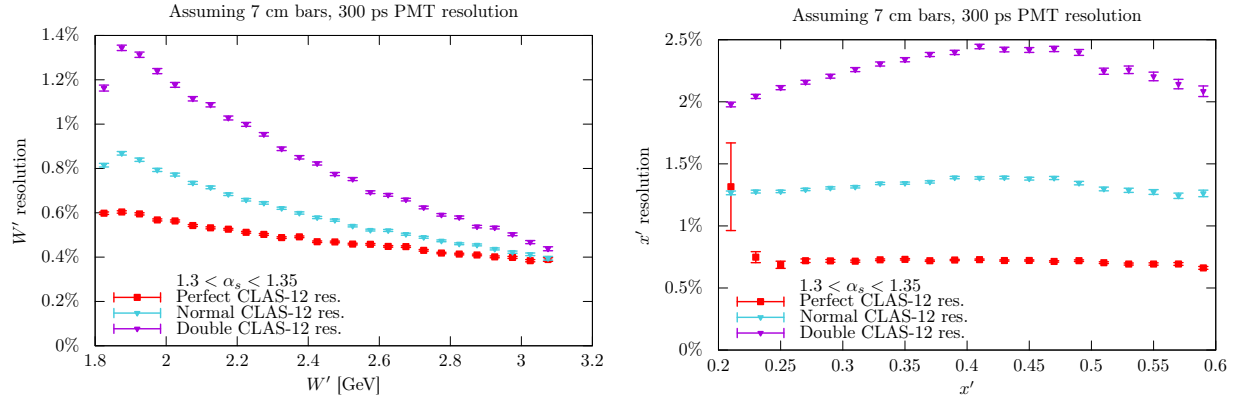 Assuming 7 cm bars, 300 ps PMT resolution
1.4%
1.2%
1%
0.8%
0.6%
0.4%
0.2%
0%
W′ resolution
1.3 < αs < 1.35
Perfect CLAS-12 res.
Normal CLAS-12 res.
Double CLAS-12 res.
1.8 2 2.2 2.4 2.6 2.8 3 3.2
W′ [GeV]
Assuming 7 cm bars, 300 ps PMT resolution
2.5%
2%
1.5%
1%
0.5%
0%
x′ resolution
1.3 < αs < 1.35
Perfect CLAS-12 res.
Normal CLAS-12 res.
Double CLAS-12 res.
0.2 0.25 0.3 0.35 0.4 0.45 0.5 0.55 0.6
x′